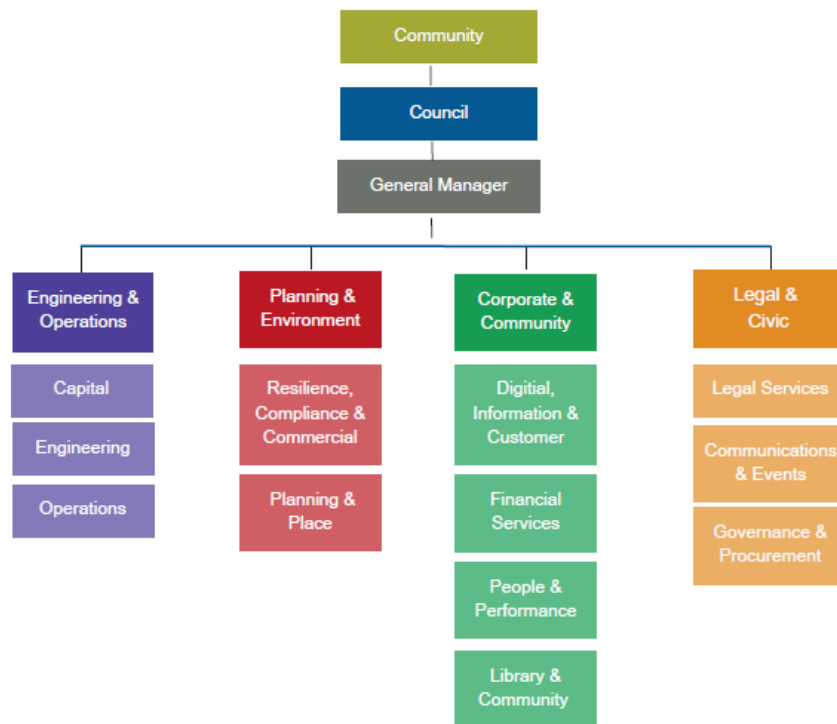 Community
Council
General Manager
Engineering &
Operations
Capital
Engineering
Operations
Planning &
Environment
Resilience,
Compliance &
Commercial
Planning &
Place
Corporate &
Community
Digitial,
Information &
Customer
Financial
Services
People &
Performance
Library &
Community
Legal &
Civic
Legal Services
Communications
& Events
Governance &
Procurement